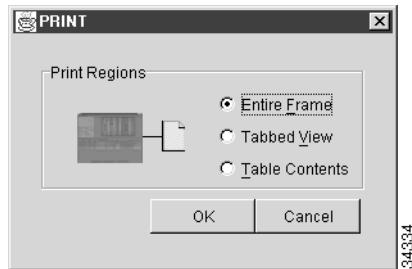 PRINT
Print Regions
Entire Frame
Tabbed View
Table Contents
OK
Cancel
34334